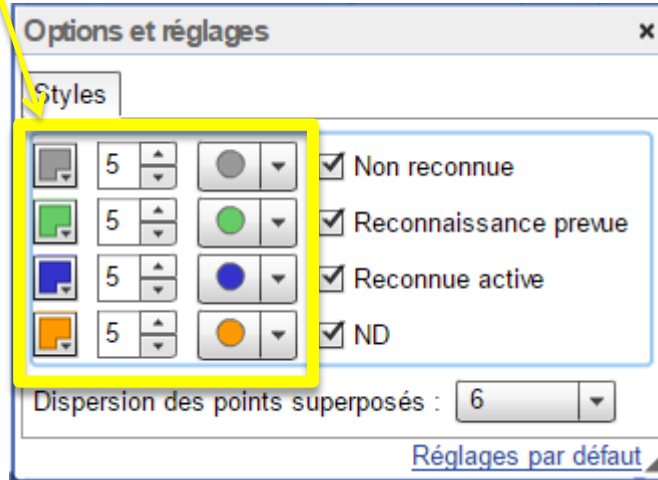 Options et réglages
Styles
5 Non reconnue
5 Reconnaissance prevue
5 Reconnue active
5 ND
Dispersion des points superposés : 6
Réglages par défaut